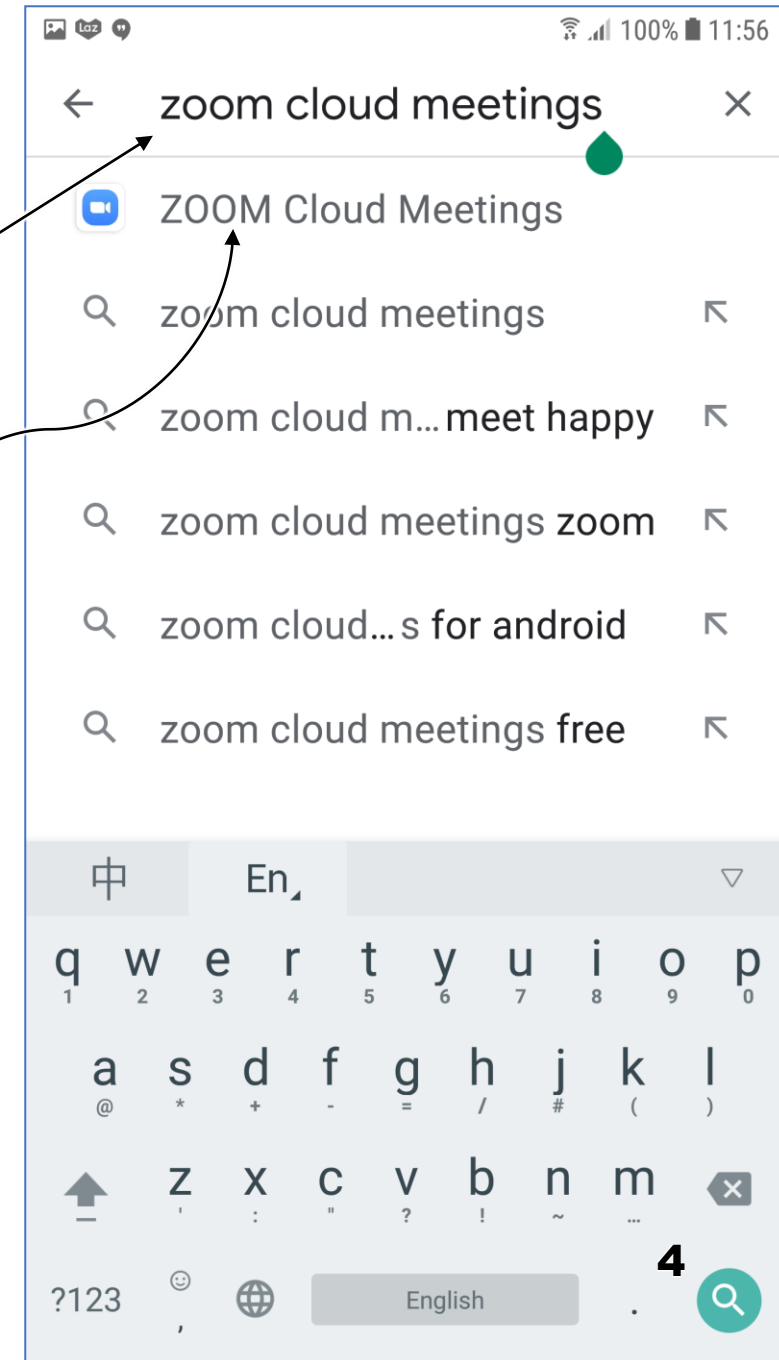 Laz 100% 11:56
zoom cloud meetings
ZOOM Cloud Meetings
zoom cloud meetings
zoom cloud m… meet happy
zoom cloud meetings zoom
zoom cloud… s for android
zoom cloud meetings free
中 En
q w e r t y u i o p
1 2 3 4 5 6 7 8 9 0
a s d f g h j k l
@ * + - = / # ( )
z x c v b n m
' : " ? ! ~ …
4
?123 , English .